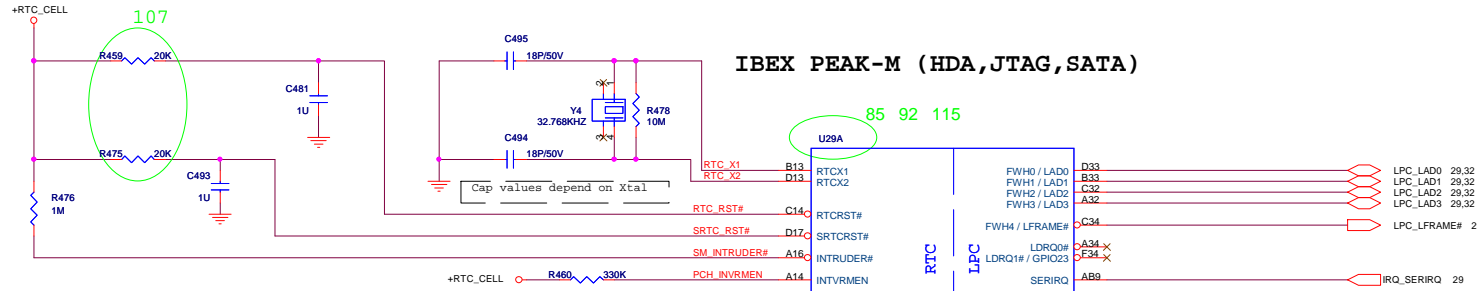 +RTC_CELL
107
R459 20K
C481
1U
R475 20K
C493
1U
R476
1M
C495
18P/50V
2 1
Y4
32.768KHZ
3 4
R478
10M
C494
18P/50V
Cap values depend on Xtal
IBEX PEAK-M (HDA,JTAG,SATA)
85 92 115
U29A
RTC_X1 B13 RTCX1
RTC_X2 D13 RTCX2
RTC_RST# C14 RTCRST#
SRTC_RST# D17 SRTCRST#
SM_INTRUDER# A16 INTRUDER#
+RTC_CELL R460 330K PCH_INVRMEN A14 INTVRMEN
RTC
LPC
FWH0 / LAD0 D33 LPC_LAD0 29,32
FWH1 / LAD1 B33 LPC_LAD1 29,32
FWH2 / LAD2 C32 LPC_LAD2 29,32
FWH3 / LAD3 A32 LPC_LAD3 29,32
FWH4 / LFRAME# C34 LPC_LFRAME# 2
LDRQ0# A34
LDRQ1# / GPIO23 F34
SERIRQ AB9 IRQ_SERIRQ 29